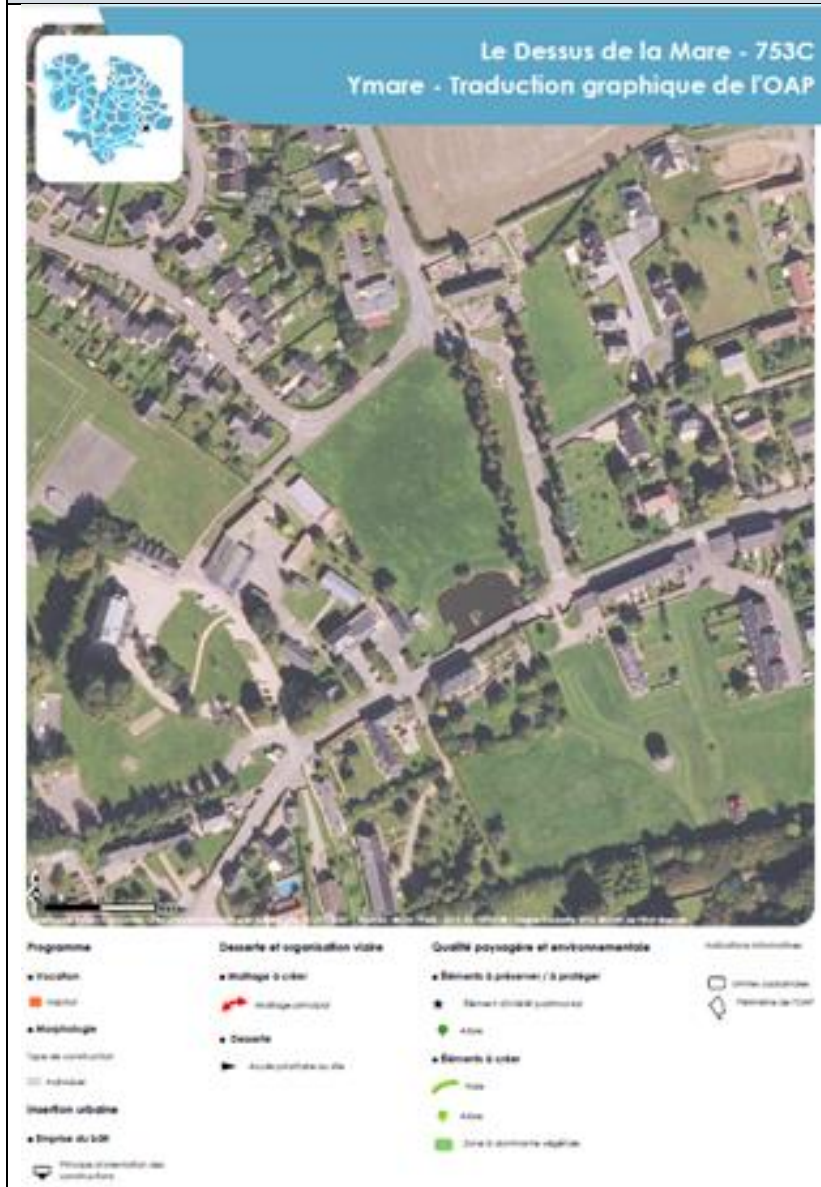 Le Dessus de la Mare - 753C
Ymare - Traduction graphique de l'OAP
Programme
Vocation
Habitat
Morphologie
Type de construction
Individuel
Insertion urbaine
Emprise du bâti
Principe d'orientation des
constructions
Desserte et organisation viaire
Maillage à créer
Maillage principal
Desserte
Accès prioritaire au site
Qualité paysagère et environnementale
Éléments à préserver / à protéger
Élément d'intérêt patrimonial
Arbre
Éléments à créer
Haie
Arbre
Zone à dominante végétale
Indications informatives
Limites cadastrales
Périmètre de l'OAP